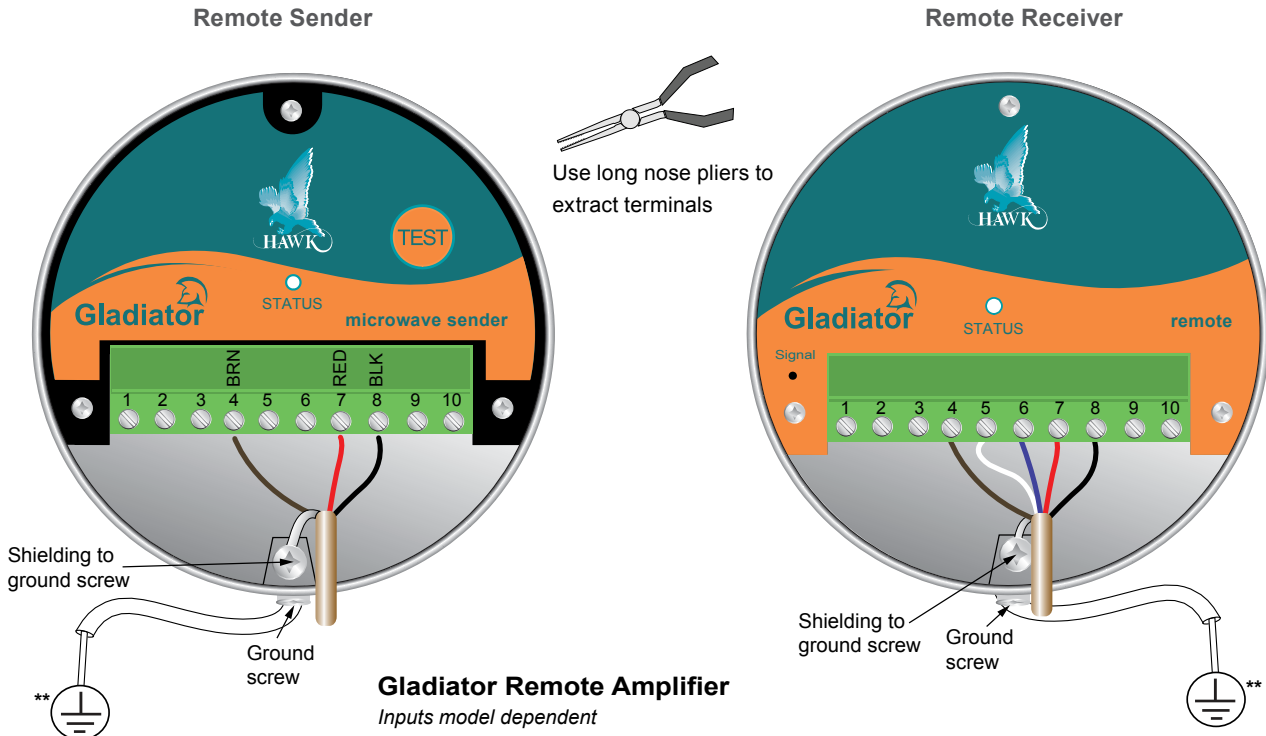 Remote Sender
Remote Receiver
Use long nose pliers to
extract terminals
HAWK
TEST
STATUS
Gladiator
microwave sender
BRN
RED
BLK
1 2 3 4 5 6 7 8 9 10
Shielding to
ground screw
Ground
screw
**
HAWK
Gladiator
STATUS
remote
Signal
1 2 3 4 5 6 7 8 9 10
Shielding to
ground screw
Ground
screw
**
Gladiator Remote Amplifier
Inputs model dependent